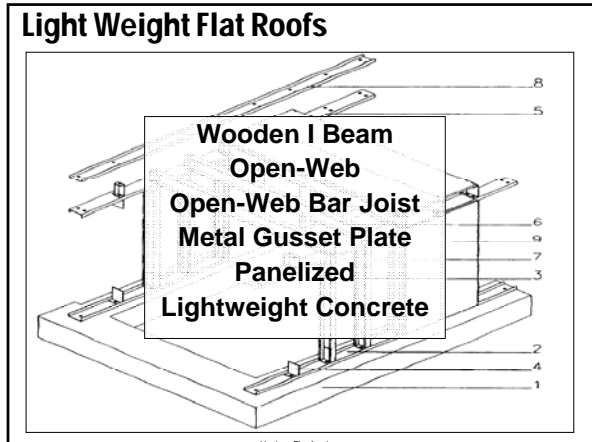 Light Weight Flat Roofs
8
5
Wooden I Beam
Open-Web
Open-Web Bar Joist
Metal Gusset Plate
Panelized
Lightweight Concrete
6
9
7
3
2
4
1